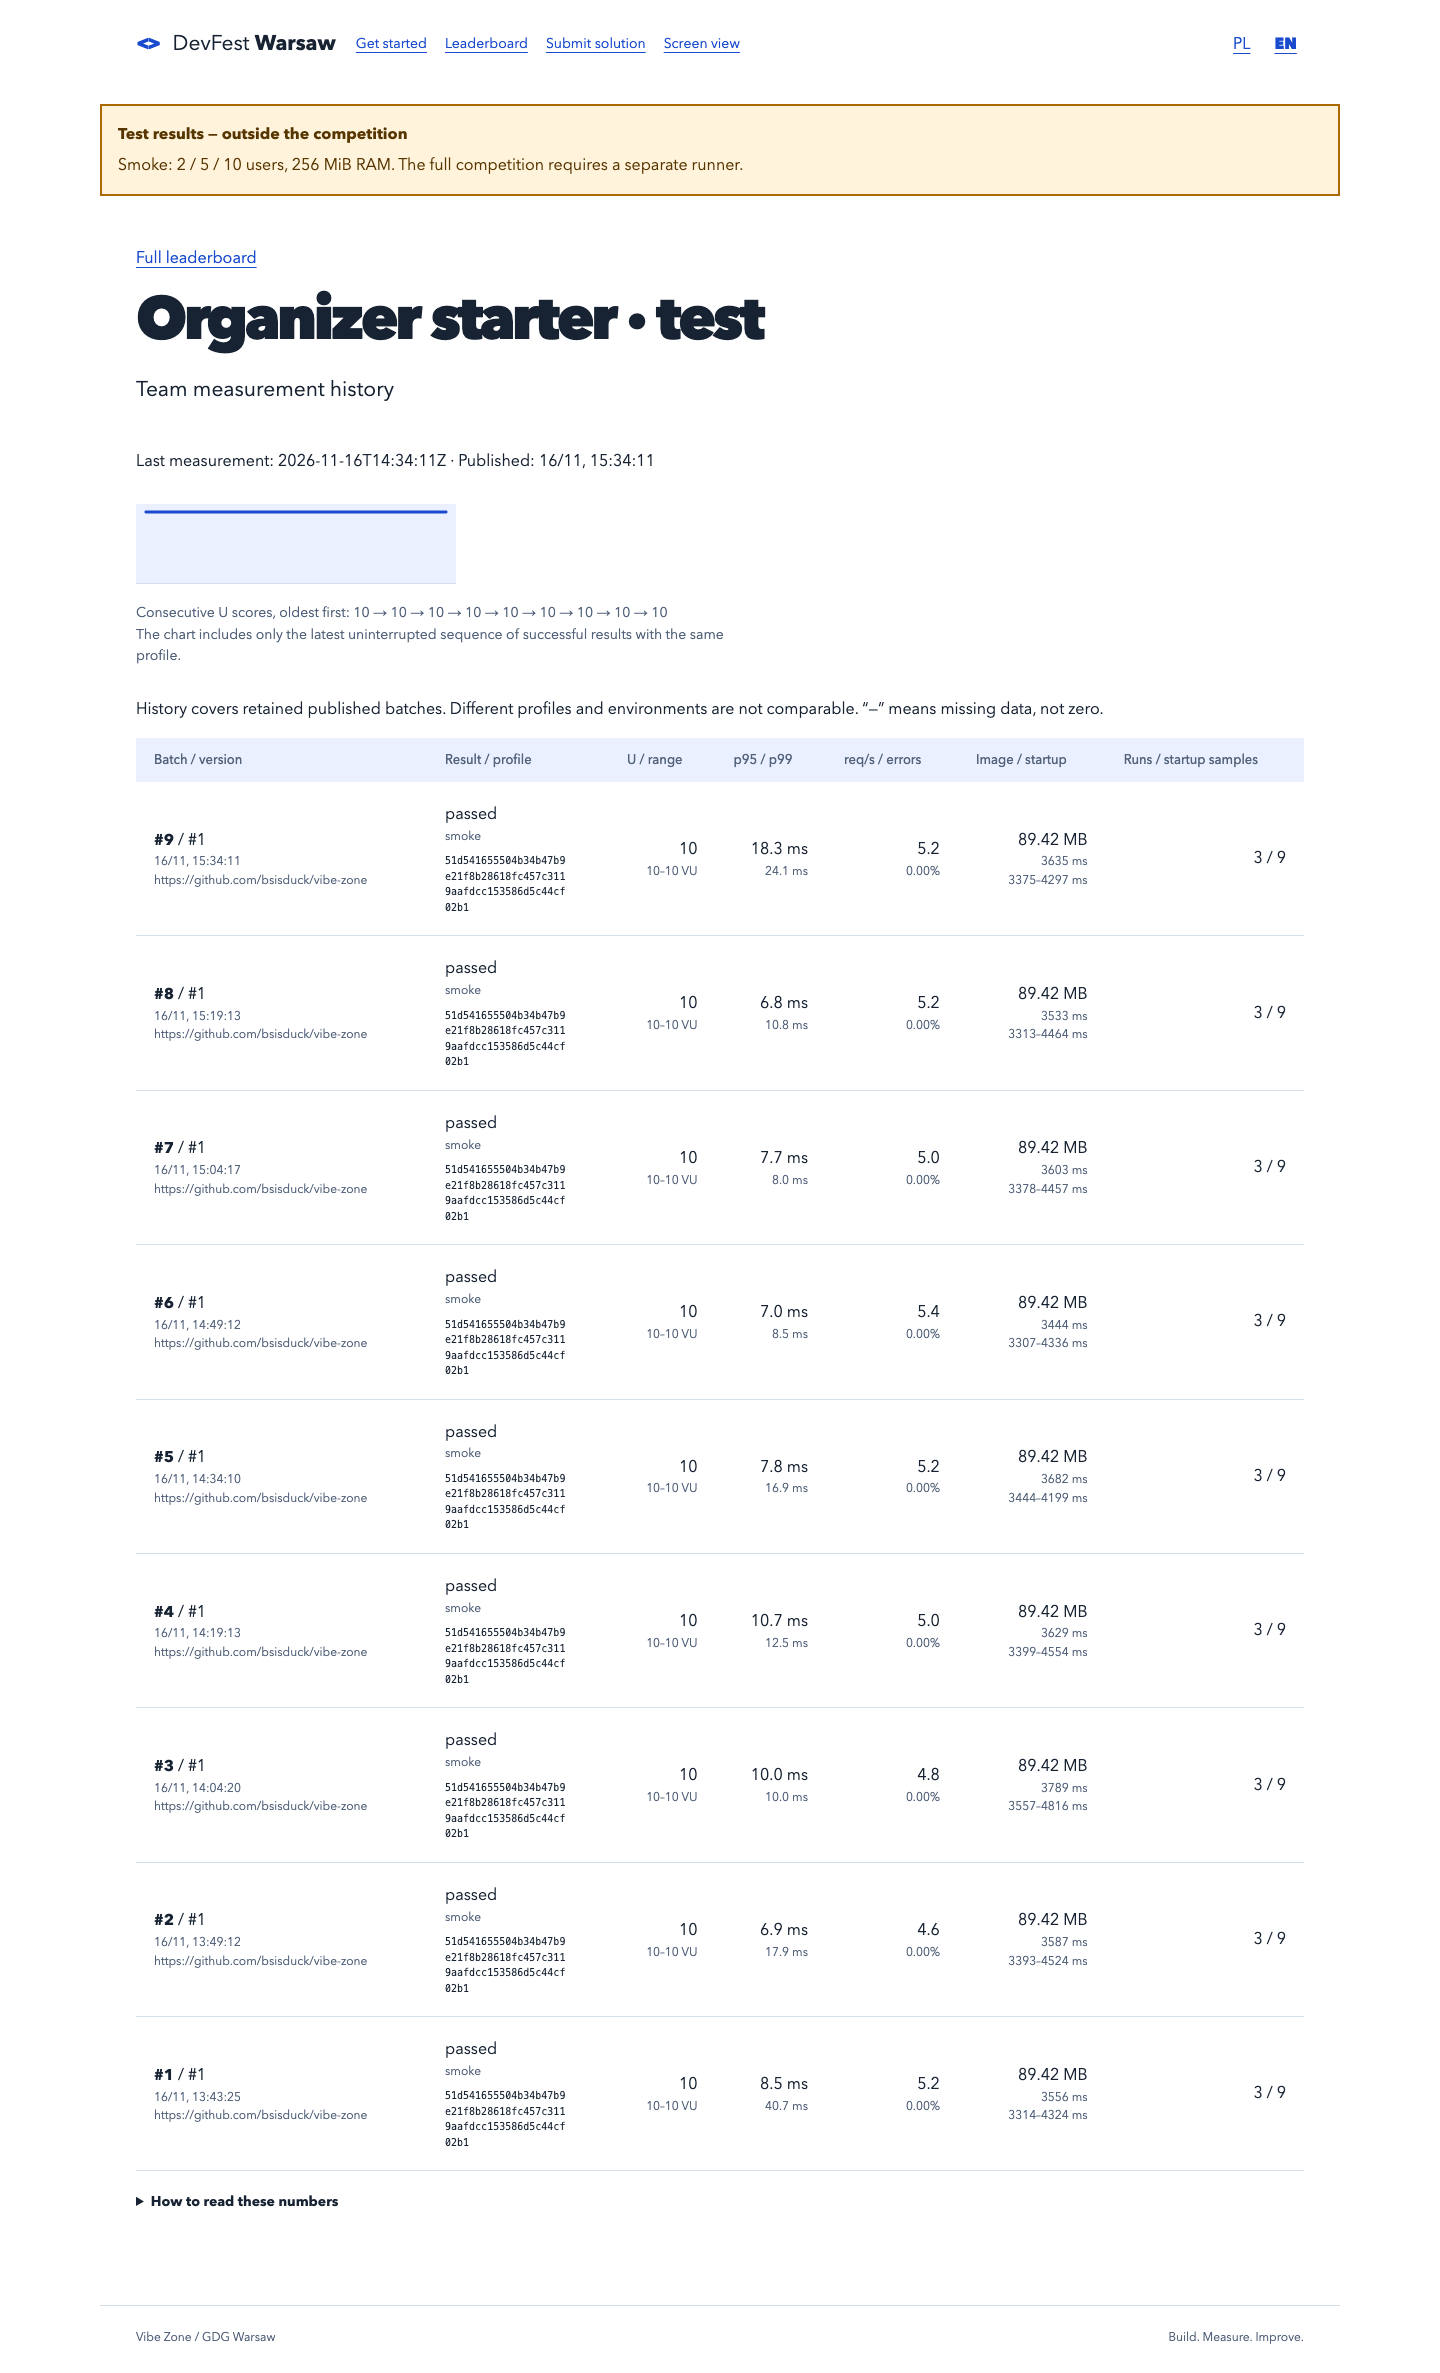 <> DevFest Warsaw Get started Leaderboard Submit solution Screen view PL EN
Test results – outside the competition
Smoke: 2 / 5 / 10 users, 256 MiB RAM. The full competition requires a separate runner.
Full leaderboard
Organizer starter · test
Team measurement history
Last measurement: 2026-11-16T14:34:11Z · Published: 16/11, 15:34:11
Consecutive U scores, oldest first: 10 → 10 → 10 → 10 → 10 → 10 → 10 → 10 → 10
The chart includes only the latest uninterrupted sequence of successful results with the same
profile.
History covers retained published batches. Different profiles and environments are not comparable. “–” means missing data, not zero.
Batch / version Result / profile U / range p95 / p99 req/s / errors Image / startup Runs / startup samples
#9 / #1
16/11, 15:34:11
https://github.com/bsisduck/vibe-zone
passed
smoke
51d541655504b34b47b9
e21f8b28618fc457c311
9aafdcc153586d5c44cf
02b1
10
10–10 VU
18.3 ms
24.1 ms
5.2
0.00%
89.42 MB
3635 ms
3375–4297 ms
3 / 9
#8 / #1
16/11, 15:19:13
https://github.com/bsisduck/vibe-zone
passed
smoke
51d541655504b34b47b9
e21f8b28618fc457c311
9aafdcc153586d5c44cf
02b1
10
10–10 VU
6.8 ms
10.8 ms
5.2
0.00%
89.42 MB
3533 ms
3313–4464 ms
3 / 9
#7 / #1
16/11, 15:04:17
https://github.com/bsisduck/vibe-zone
passed
smoke
51d541655504b34b47b9
e21f8b28618fc457c311
9aafdcc153586d5c44cf
02b1
10
10–10 VU
7.7 ms
8.0 ms
5.0
0.00%
89.42 MB
3603 ms
3378–4457 ms
3 / 9
#6 / #1
16/11, 14:49:12
https://github.com/bsisduck/vibe-zone
passed
smoke
51d541655504b34b47b9
e21f8b28618fc457c311
9aafdcc153586d5c44cf
02b1
10
10–10 VU
7.0 ms
8.5 ms
5.4
0.00%
89.42 MB
3444 ms
3307–4336 ms
3 / 9
#5 / #1
16/11, 14:34:10
https://github.com/bsisduck/vibe-zone
passed
smoke
51d541655504b34b47b9
e21f8b28618fc457c311
9aafdcc153586d5c44cf
02b1
10
10–10 VU
7.8 ms
16.9 ms
5.2
0.00%
89.42 MB
3682 ms
3444–4199 ms
3 / 9
#4 / #1
16/11, 14:19:13
https://github.com/bsisduck/vibe-zone
passed
smoke
51d541655504b34b47b9
e21f8b28618fc457c311
9aafdcc153586d5c44cf
02b1
10
10–10 VU
10.7 ms
12.5 ms
5.0
0.00%
89.42 MB
3629 ms
3399–4554 ms
3 / 9
#3 / #1
16/11, 14:04:20
https://github.com/bsisduck/vibe-zone
passed
smoke
51d541655504b34b47b9
e21f8b28618fc457c311
9aafdcc153586d5c44cf
02b1
10
10–10 VU
10.0 ms
10.0 ms
4.8
0.00%
89.42 MB
3789 ms
3557–4816 ms
3 / 9
#2 / #1
16/11, 13:49:12
https://github.com/bsisduck/vibe-zone
passed
smoke
51d541655504b34b47b9
e21f8b28618fc457c311
9aafdcc153586d5c44cf
02b1
10
10–10 VU
6.9 ms
17.9 ms
4.6
0.00%
89.42 MB
3587 ms
3393–4524 ms
3 / 9
#1 / #1
16/11, 13:43:25
https://github.com/bsisduck/vibe-zone
passed
smoke
51d541655504b34b47b9
e21f8b28618fc457c311
9aafdcc153586d5c44cf
02b1
10
10–10 VU
8.5 ms
40.7 ms
5.2
0.00%
89.42 MB
3556 ms
3314–4324 ms
3 / 9
▶ How to read these numbers
Vibe Zone / GDG Warsaw Build. Measure. Improve.